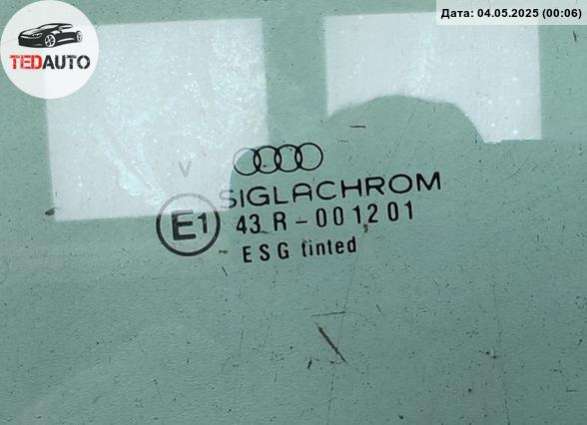 TEDAUTO
Дата: 04.05.2025 (00:06)
V
SIGLACHROM
E1 43 R-001201
ESG tinted